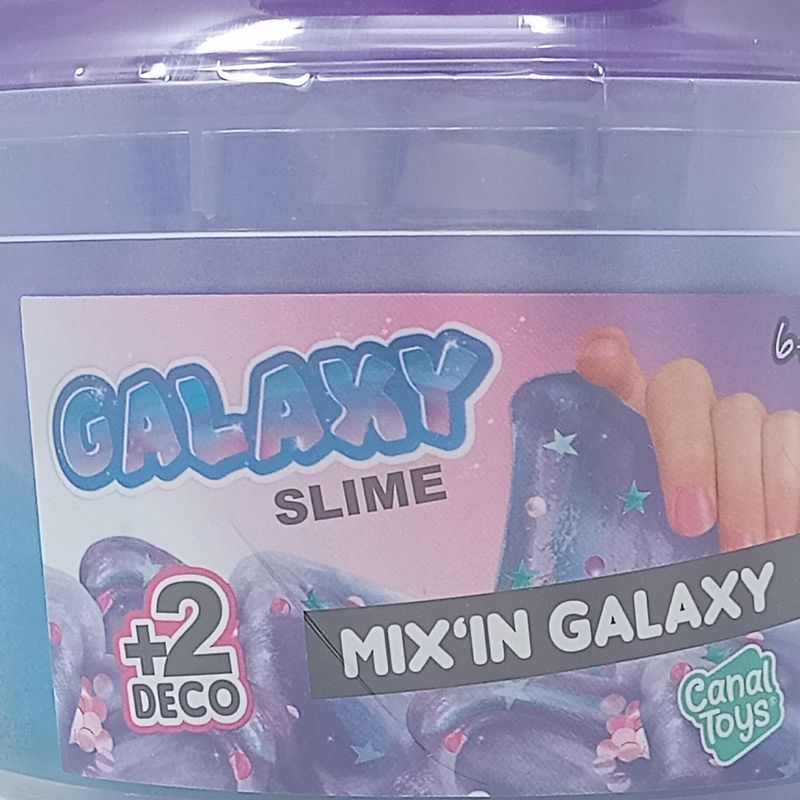 GALAXY
SLIME
+2
DECO
MIX'IN GALAXY
Canal
Toys®